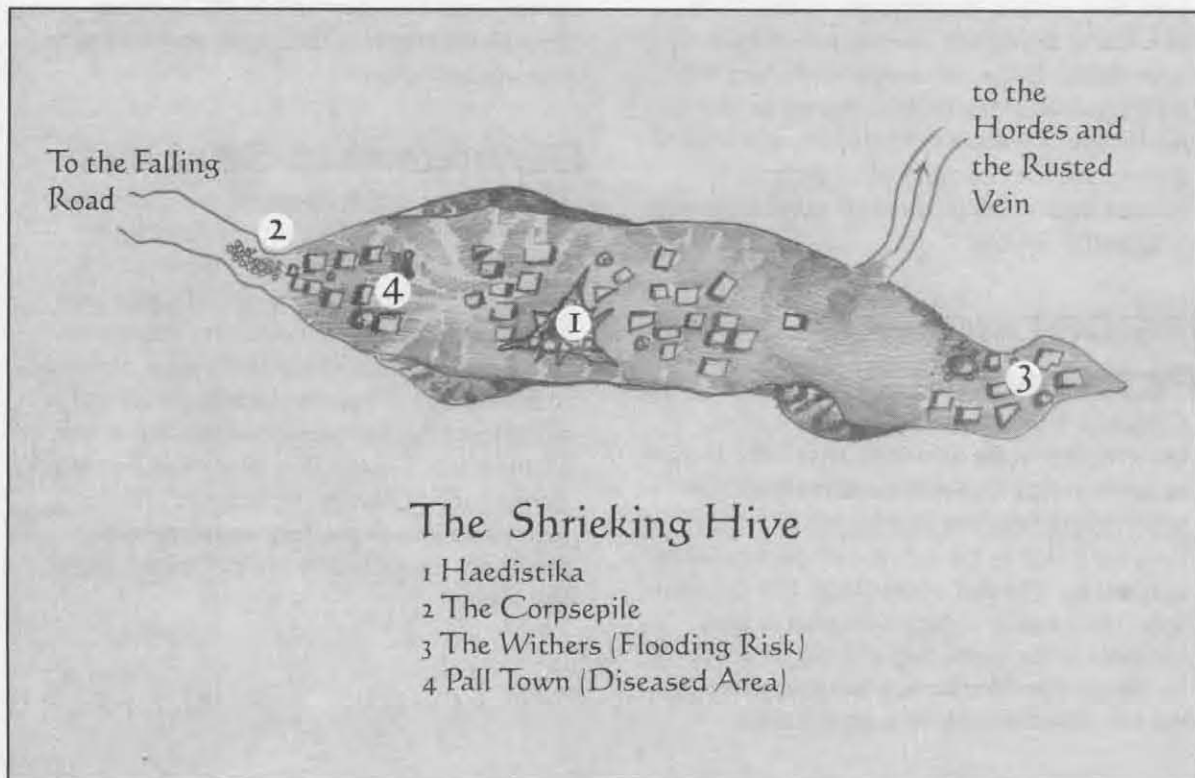 to the
Hordes and
the Rusted
Vein
To the Falling
Road
2
4
1
3
The Shrieking Hive
1 Haedistika
2 The Corpsepile
3 The Withers (Flooding Risk)
4 Pall Town (Diseased Area)